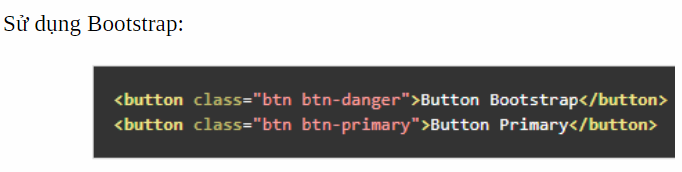 Sử dụng Bootstrap:
<button class="btn btn-danger">Button Bootstrap</button>
<button class="btn btn-primary">Button Primary</button>